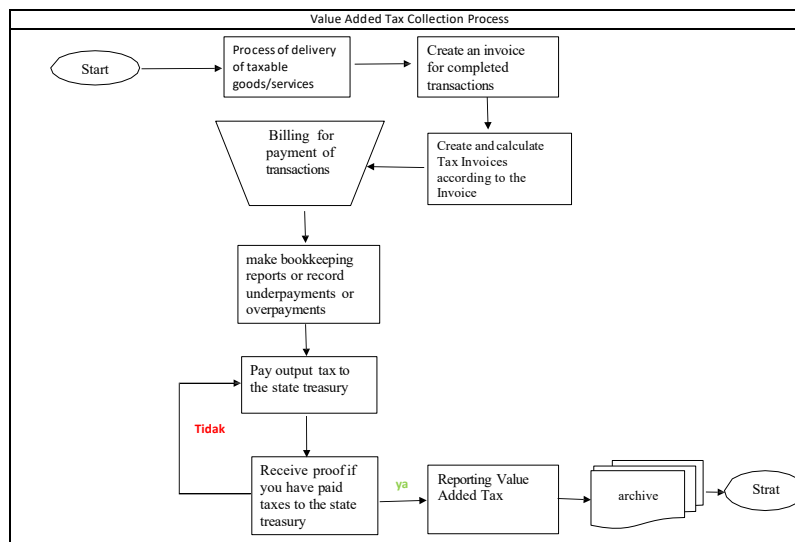 Value Added Tax Collection Process
Start
Process of delivery
of taxable
goods/services
Create an invoice
for completed
transactions
Billing for
payment of
transactions
Create and calculate
Tax Invoices
according to the
Invoice
make bookkeeping
reports or record
underpayments or
overpayments
Pay output tax to
the state treasury
Tidak
Receive proof if
you have paid
taxes to the state
treasury
ya
Reporting Value
Added Tax
archive
Strat